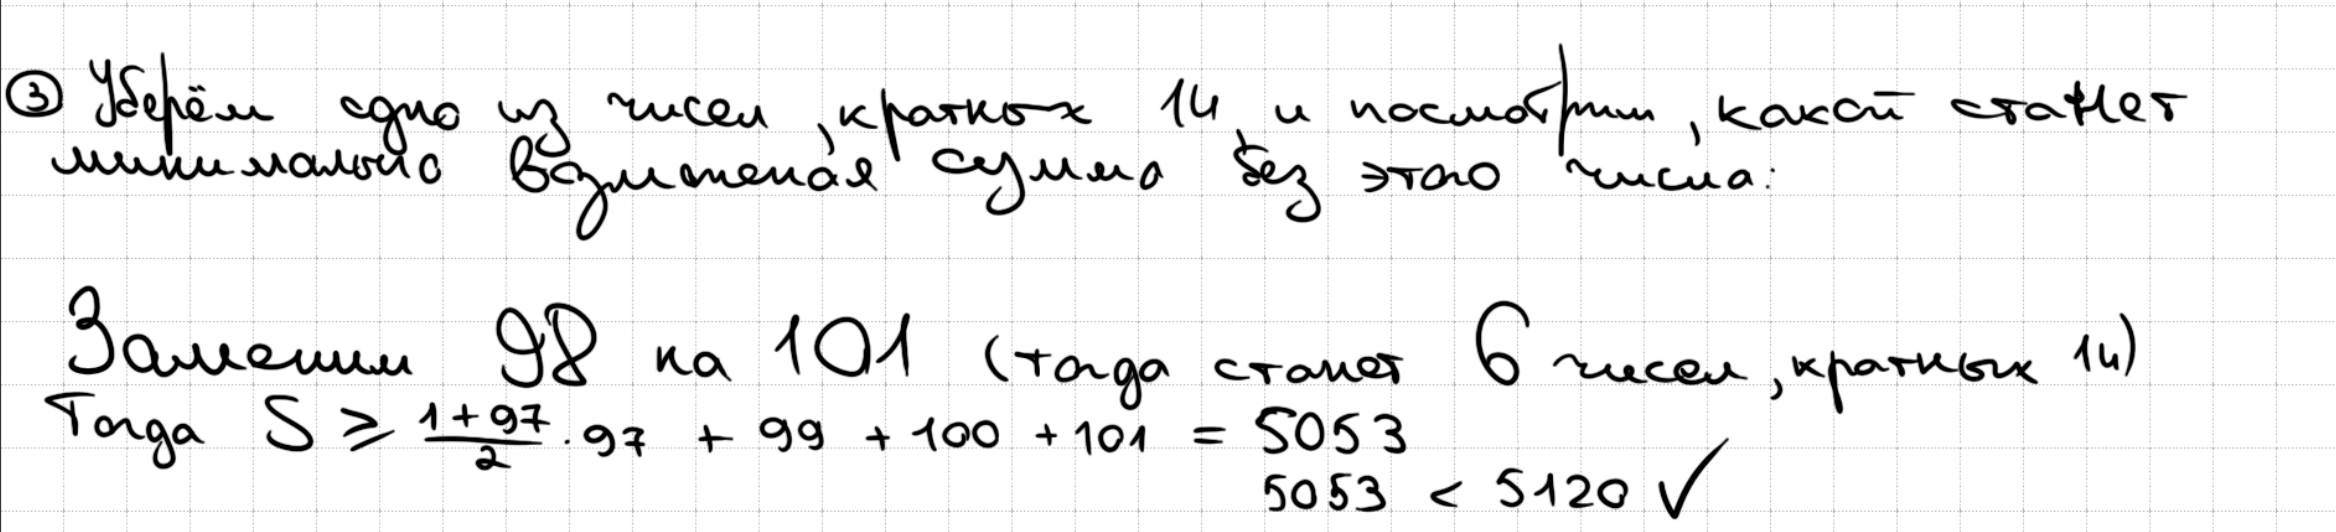 ③ Уберём одно из чисел, кратных 14, и посмотрим, какой станет
минимально возможная сумма без этого числа:
Заменим 98 на 101 (тогда станет 6 чисел, кратных 14)
Тогда S ≥ \frac{1+97}{2} · 97 + 99 + 100 + 101 = 5053
5053 < 5120 ✓